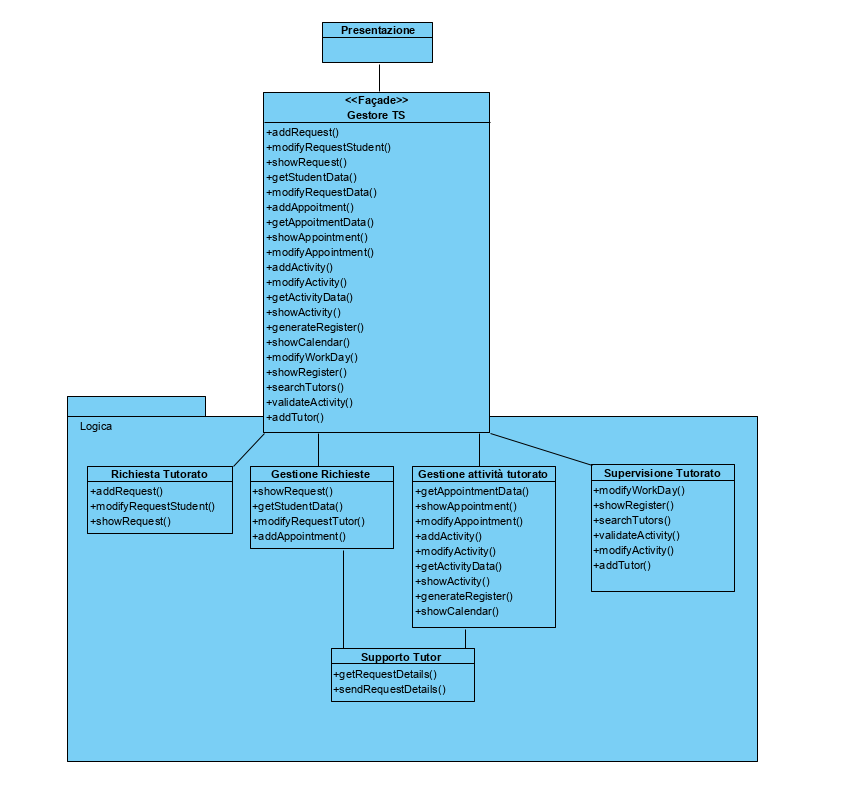 Presentazione
<<Façade>>
Gestore TS
+addRequest()
+modifyRequestStudent()
+showRequest()
+getStudentData()
+modifyRequestData()
+addAppoitment()
+getAppoitmentData()
+showAppointment()
+modifyAppointment()
+addActivity()
+modifyActivity()
+getActivityData()
+showActivity()
+generateRegister()
+showCalendar()
+modifyWorkDay()
+showRegister()
+searchTutors()
+validateActivity()
+addTutor()
Logica
Richiesta Tutorato
+addRequest()
+modifyRequestStudent()
+showRequest()
Gestione Richieste
+showRequest()
+getStudentData()
+modifyRequestTutor()
+addAppointment()
Gestione attività tutorato
+getAppointmentData()
+showAppointment()
+modifyAppointment()
+addActivity()
+modifyActivity()
+getActivityData()
+showActivity()
+generateRegister()
+showCalendar()
Supervisione Tutorato
+modifyWorkDay()
+showRegister()
+searchTutors()
+validateActivity()
+modifyActivity()
+addTutor()
Supporto Tutor
+getRequestDetails()
+sendRequestDetails()